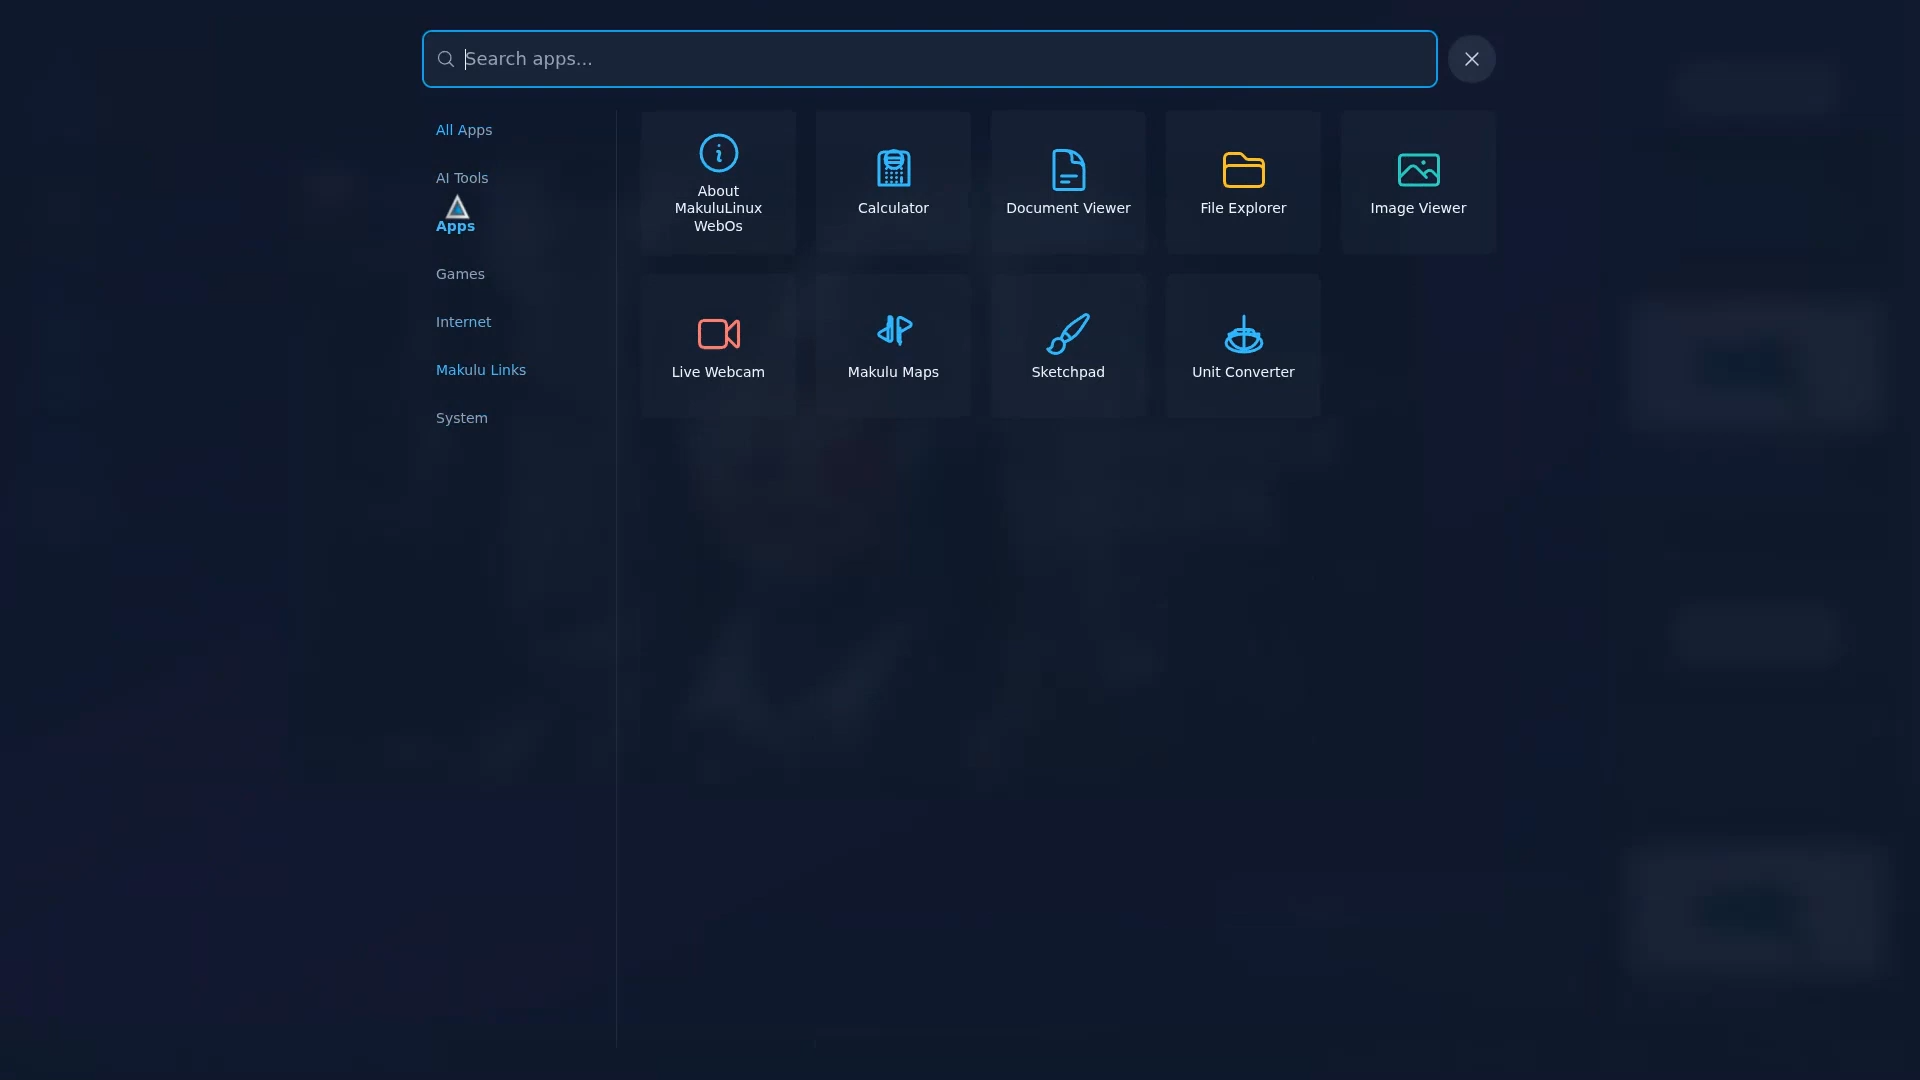 Search apps...
All Apps
AI Tools
Apps
Games
Internet
Makulu Links
System
About
MakuluLinux
WebOs
Calculator
Document Viewer
File Explorer
Image Viewer
Live Webcam
Makulu Maps
Sketchpad
Unit Converter